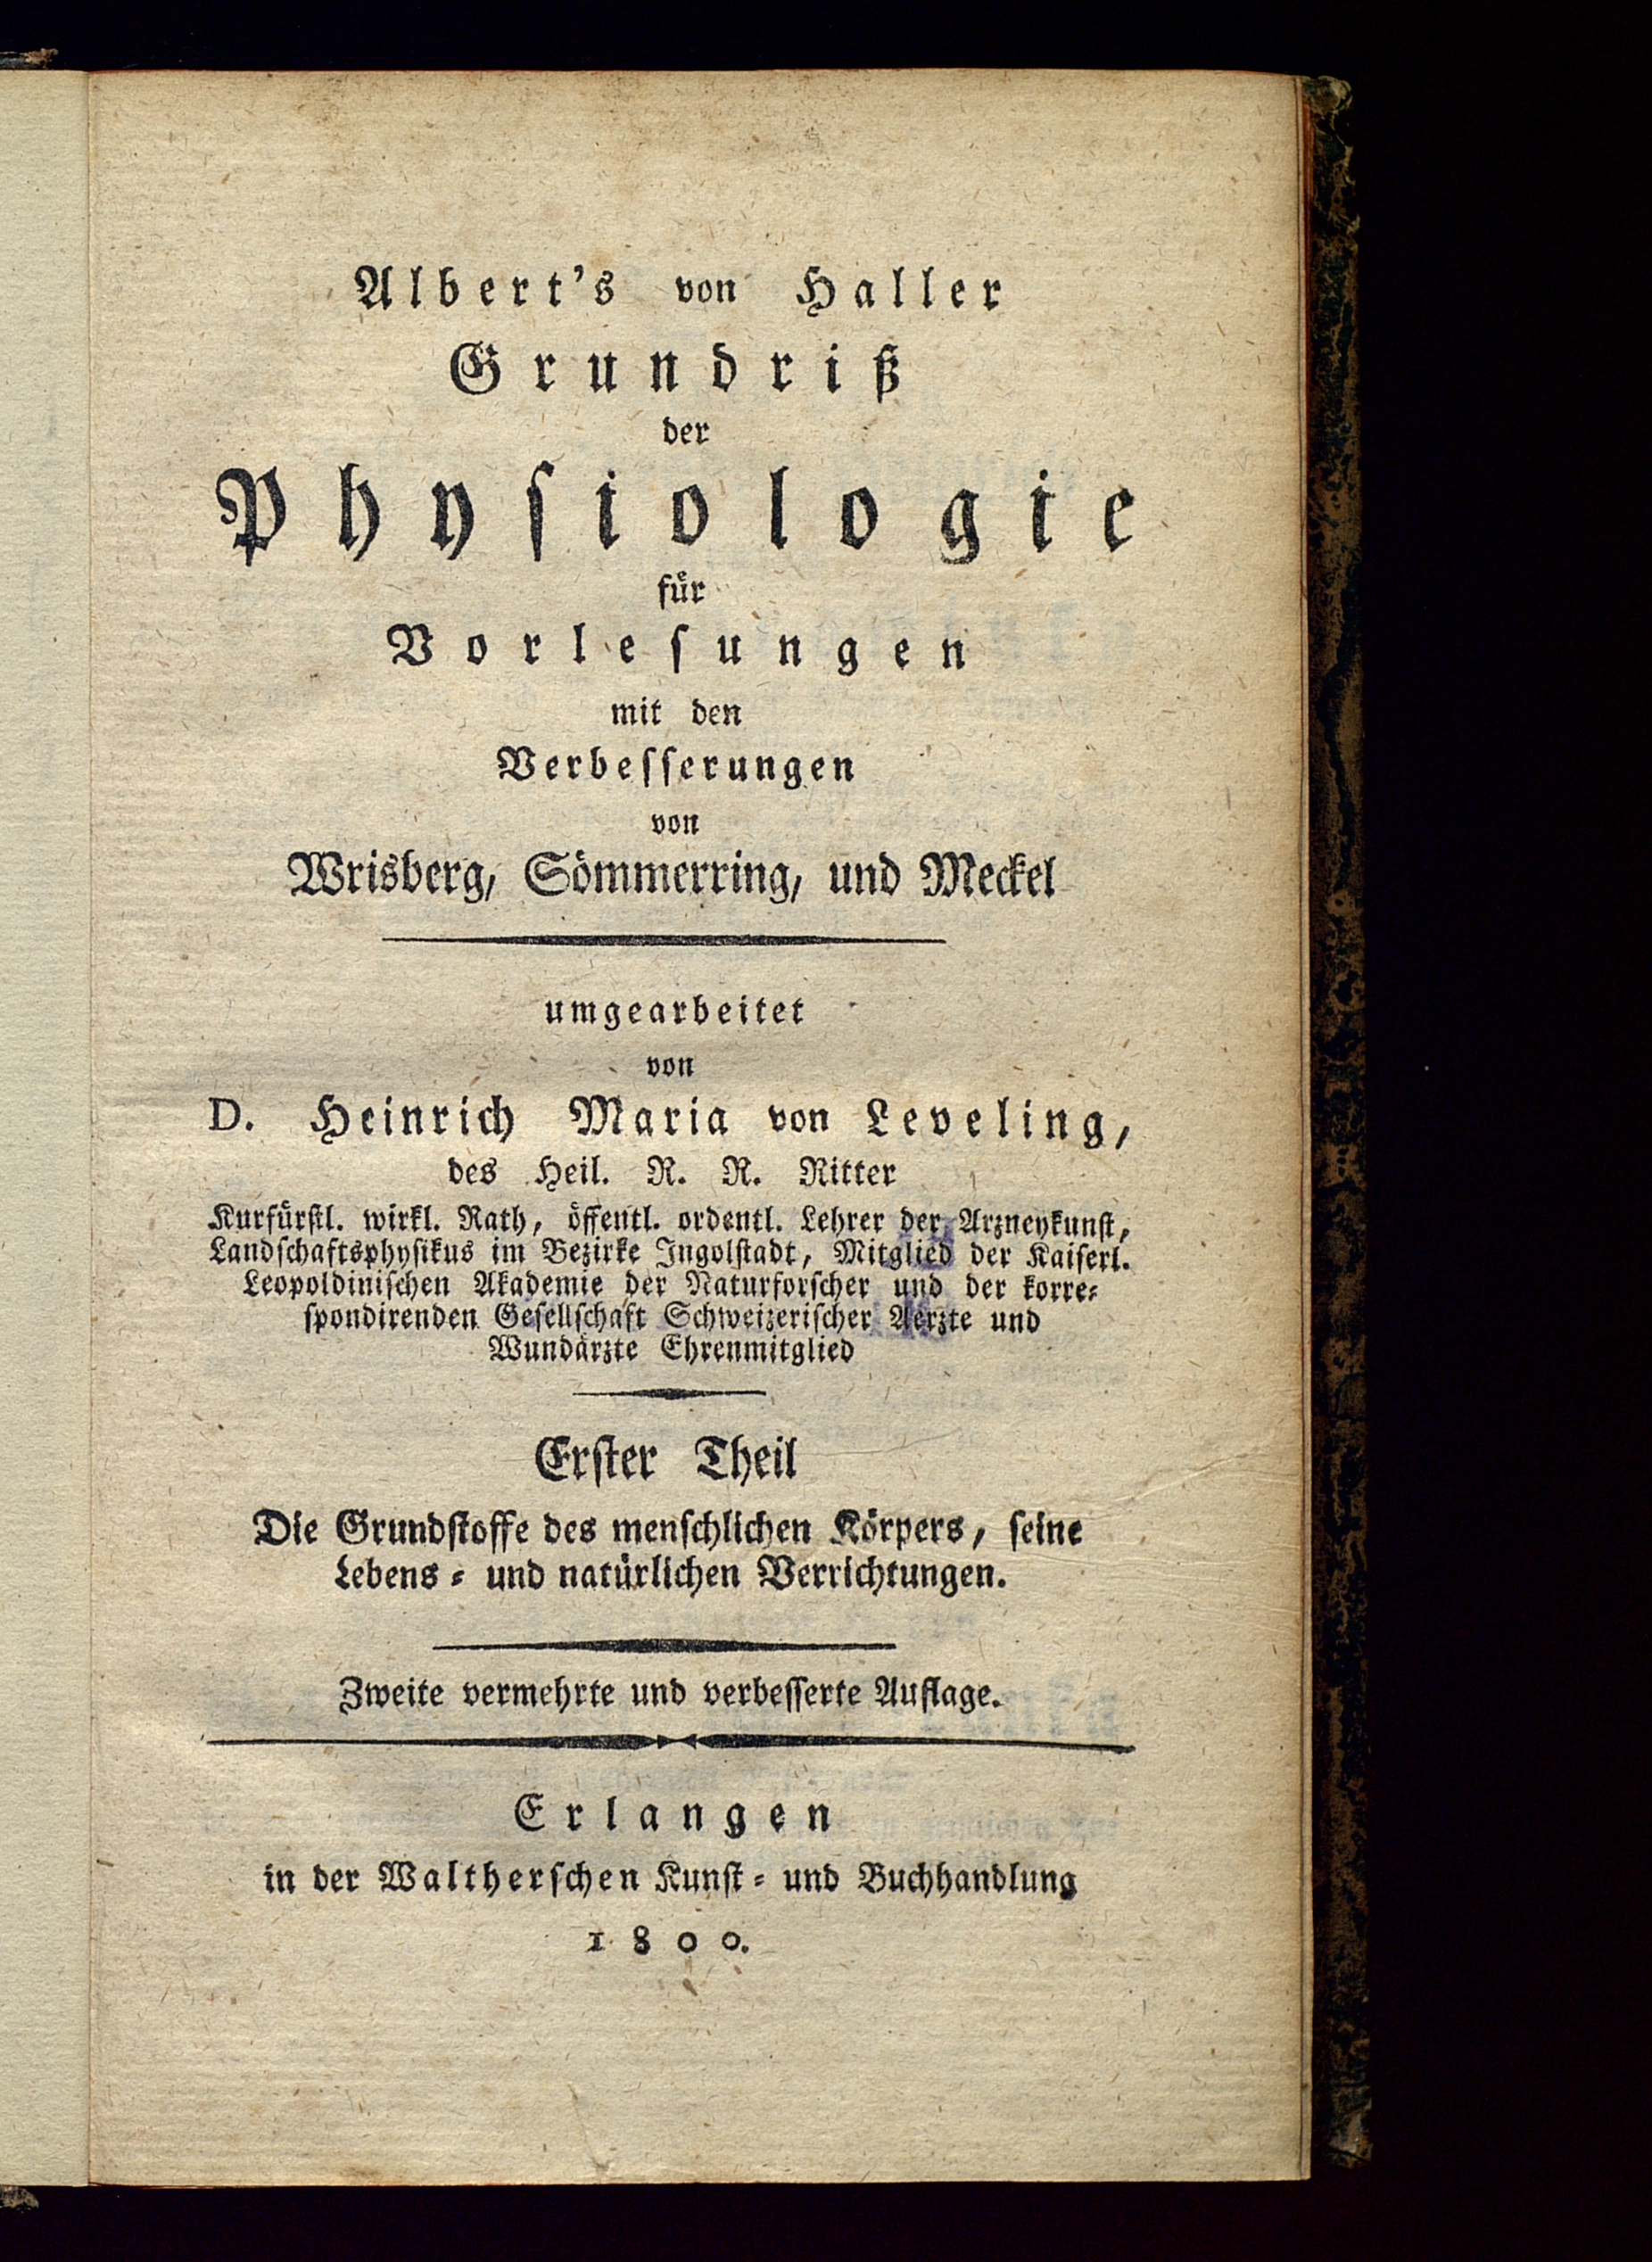 Albert's von Haller
Grundriß
der
Physiologie
für
Vorlesungen
mit den
Verbesserungen
von
Wrisberg, Sömmerring, und Meckel
umgearbeitet
von
D. Heinrich Maria von Leveling,
des Heil. R. R. Ritter
Kurfürstl. wirkl. Rath, öffentl. ordentl. Lehrer der Arzneykunst,
Landschaftsphysikus im Bezirke Ingolstadt, Mitglied der Kaiserl.
Leopoldinischen Akademie der Naturforscher und der korre-
spondirenden Gesellschaft Schweizerischer Aerzte und
Wundärzte Ehrenmitglied
Erster Theil
Die Grundstoffe des menschlichen Körpers, seine
Lebens- und natürlichen Verrichtungen.
Zweite vermehrte und verbesserte Auflage.
Erlangen
in der Waltherschen Kunst- und Buchhandlung
1800.